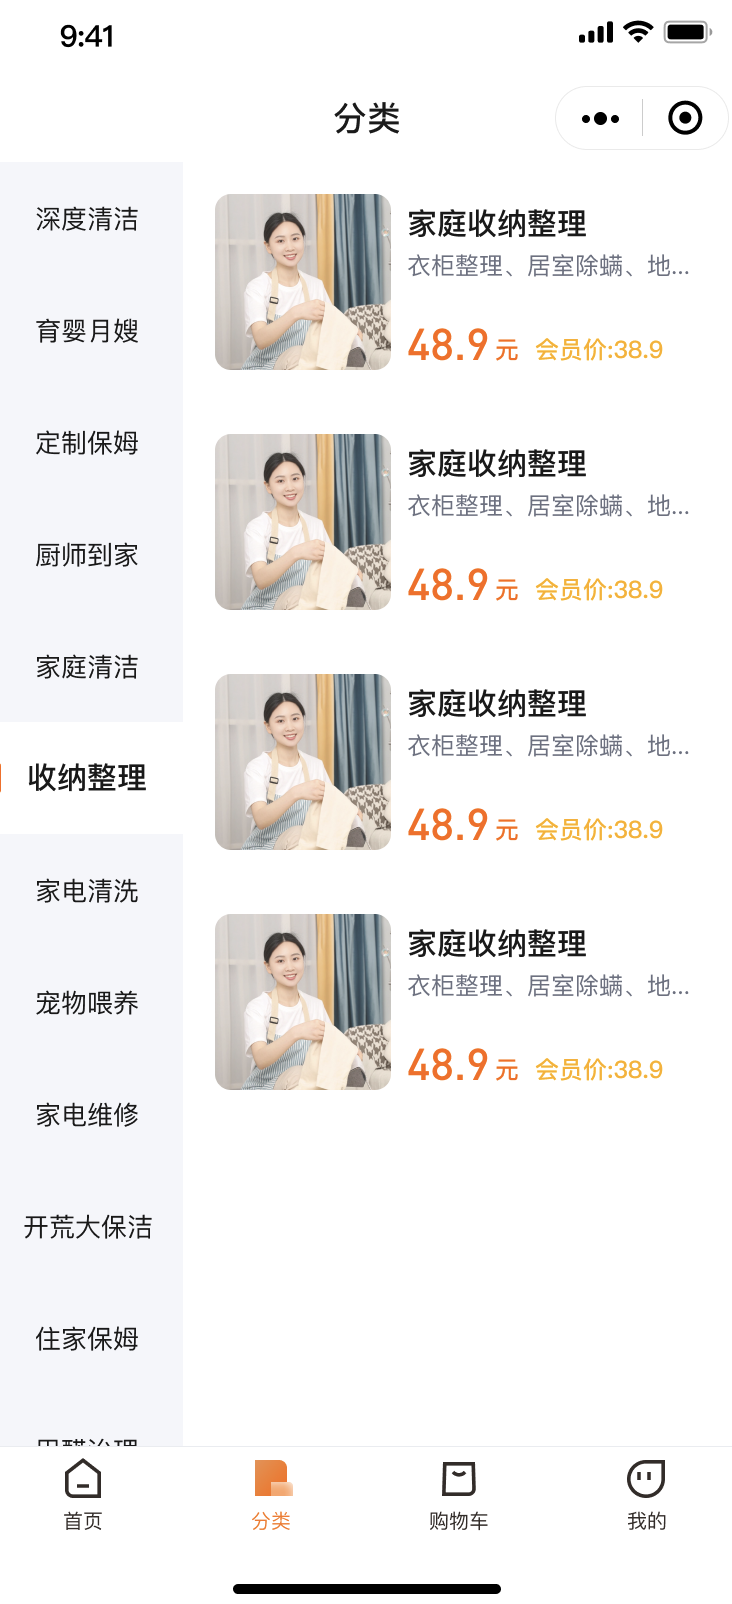 9:41
分类
深度清洁
育婴月嫂
定制保姆
厨师到家
家庭清洁
收纳整理
家电清洗
宠物喂养
家电维修
开荒大保洁
住家保姆
家庭收纳整理
衣柜整理、居室除螨、地...
48.9 元 会员价:38.9
家庭收纳整理
衣柜整理、居室除螨、地...
48.9 元 会员价:38.9
家庭收纳整理
衣柜整理、居室除螨、地...
48.9 元 会员价:38.9
家庭收纳整理
衣柜整理、居室除螨、地...
48.9 元 会员价:38.9
首页
分类
购物车
我的